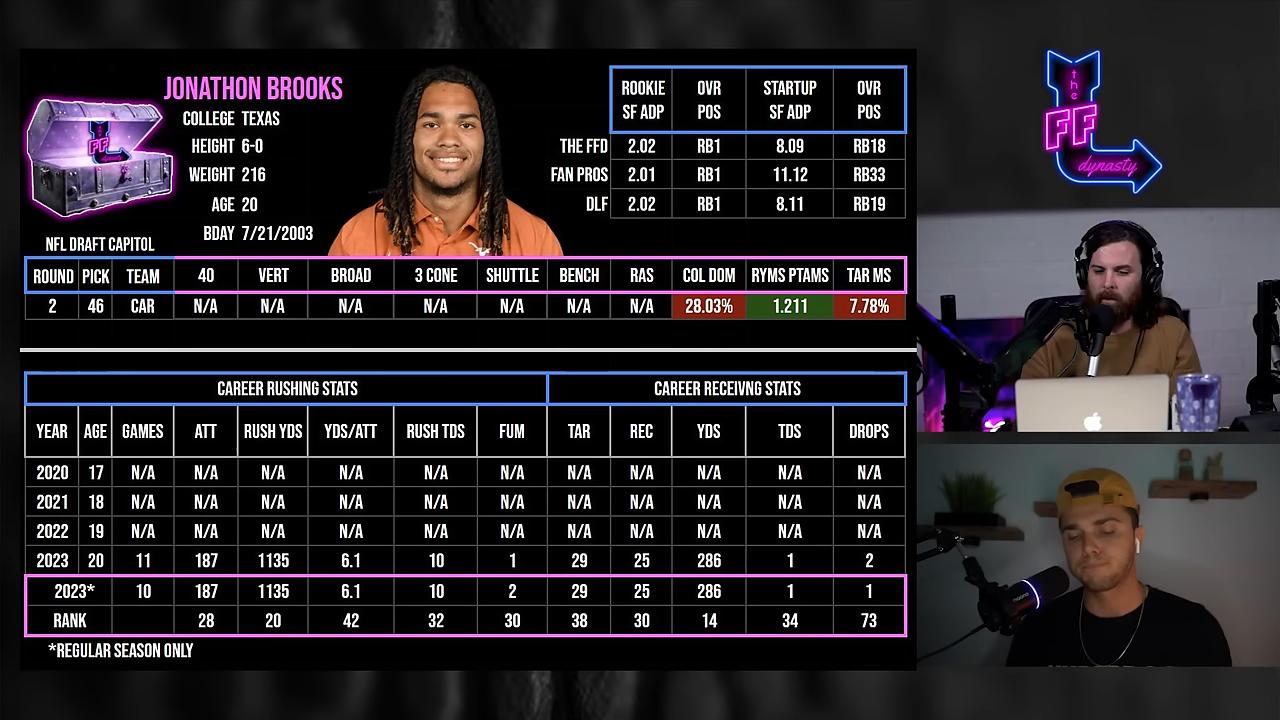 JONATHON BROOKS
COLLEGE TEXAS
HEIGHT 6-0
WEIGHT 216
AGE 20
BDAY 7/21/2003
FF
dynasty
NFL DRAFT CAPITOL
ROOKIE SF ADP OVR POS STARTUP SF ADP OVR POS
THE FFD 2.02 RB1 8.09 RB18
FAN PROS 2.01 RB1 11.12 RB33
DLF 2.02 RB1 8.11 RB19
ROUND PICK TEAM 40 VERT BROAD 3 CONE SHUTTLE BENCH RAS COL DOM RYMS PTAMS TAR MS
2 46 CAR N/A N/A N/A N/A N/A N/A N/A 28.03% 1.211 7.78%
CAREER RUSHING STATS CAREER RECEIVNG STATS
YEAR AGE GAMES ATT RUSH YDS YDS/ATT RUSH TDS FUM TAR REC YDS TDS DROPS
2020 17 N/A N/A N/A N/A N/A N/A N/A N/A N/A N/A N/A
2021 18 N/A N/A N/A N/A N/A N/A N/A N/A N/A N/A N/A
2022 19 N/A N/A N/A N/A N/A N/A N/A N/A N/A N/A N/A
2023 20 11 187 1135 6.1 10 1 29 25 286 1 2
2023* 10 187 1135 6.1 10 2 29 25 286 1 1
RANK 28 20 42 32 30 38 30 14 34 73
*REGULAR SEASON ONLY
the
FF
dynasty